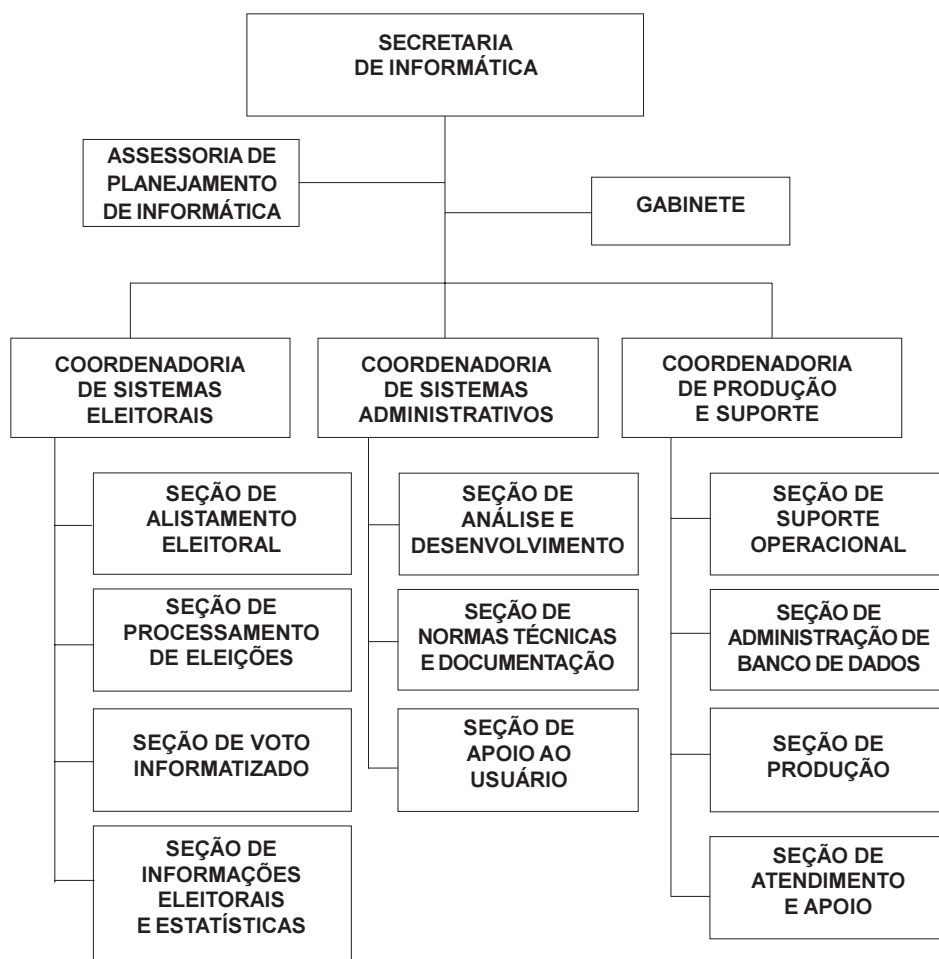 SECRETARIA
DE INFORMÁTICA
ASSESSORIA DE
PLANEJAMENTO
DE INFORMÁTICA
GABINETE
COORDENADORIA
DE SISTEMAS
ELEITORAIS
COORDENADORIA
DE SISTEMAS
ADMINISTRATIVOS
COORDENADORIA
DE PRODUÇÃO
E SUPORTE
SEÇÃO DE
ALISTAMENTO
ELEITORAL
SEÇÃO DE
PROCESSAMENTO
DE ELEIÇÕES
SEÇÃO DE VOTO
INFORMATIZADO
SEÇÃO DE
INFORMAÇÕES
ELEITORAIS
E ESTATÍSTICAS
SEÇÃO DE
ANÁLISE E
DESENVOLVIMENTO
SEÇÃO DE
NORMAS TÉCNICAS
E DOCUMENTAÇÃO
SEÇÃO DE
APOIO AO
USUÁRIO
SEÇÃO DE
SUPORTE
OPERACIONAL
SEÇÃO DE
ADMINISTRAÇÃO DE
BANCO DE DADOS
SEÇÃO DE
PRODUÇÃO
SEÇÃO DE
ATENDIMENTO
E APOIO